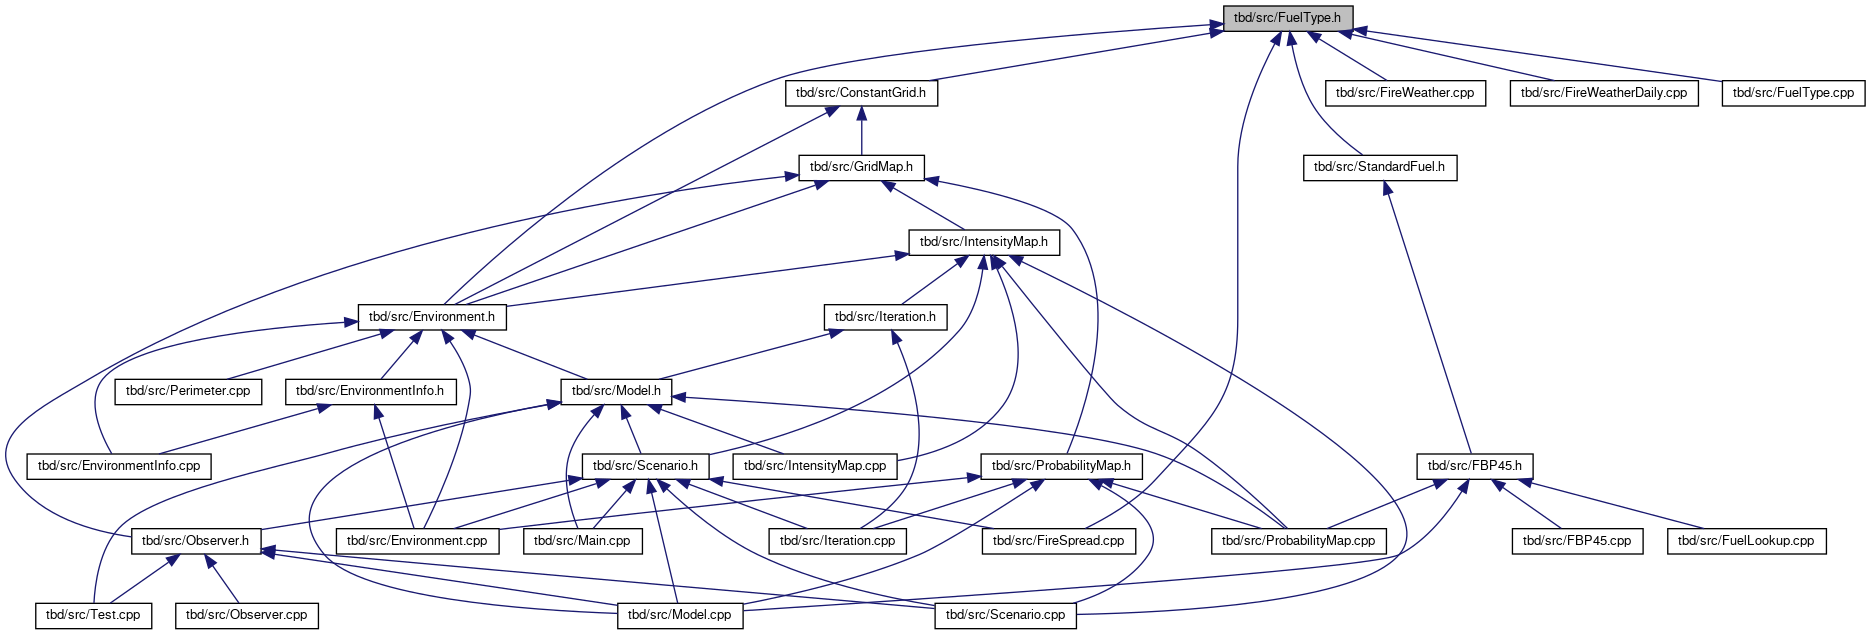 tbd/src/FuelType.h
tbd/src/ConstantGrid.h
tbd/src/FireWeather.cpp
tbd/src/FireWeatherDaily.cpp
tbd/src/FuelType.cpp
tbd/src/GridMap.h
tbd/src/StandardFuel.h
tbd/src/IntensityMap.h
tbd/src/Environment.h
tbd/src/Iteration.h
tbd/src/Perimeter.cpp
tbd/src/EnvironmentInfo.h
tbd/src/Model.h
tbd/src/EnvironmentInfo.cpp
tbd/src/Scenario.h
tbd/src/IntensityMap.cpp
tbd/src/ProbabilityMap.h
tbd/src/FBP45.h
tbd/src/Observer.h
tbd/src/Environment.cpp
tbd/src/Main.cpp
tbd/src/Iteration.cpp
tbd/src/FireSpread.cpp
tbd/src/ProbabilityMap.cpp
tbd/src/FBP45.cpp
tbd/src/FuelLookup.cpp
tbd/src/Test.cpp
tbd/src/Observer.cpp
tbd/src/Model.cpp
tbd/src/Scenario.cpp